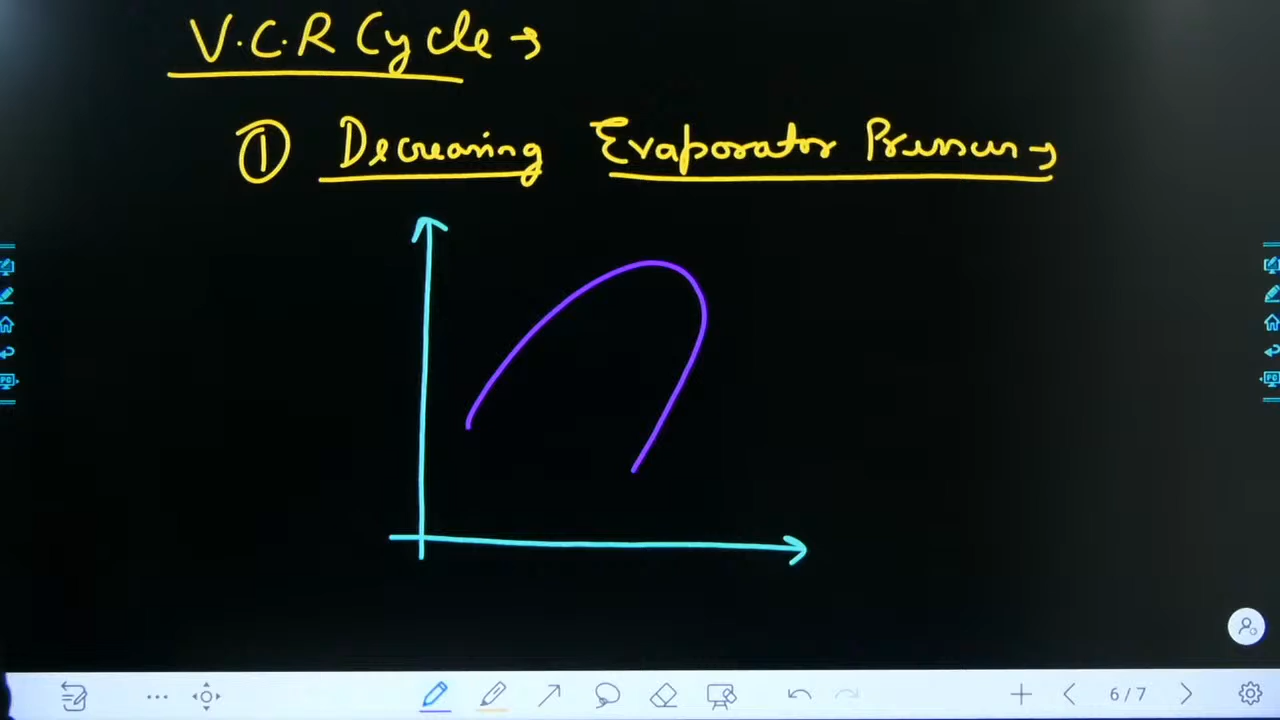 V.C.R Cycle →
① Decreasing Evaporator Pressure →
6 / 7